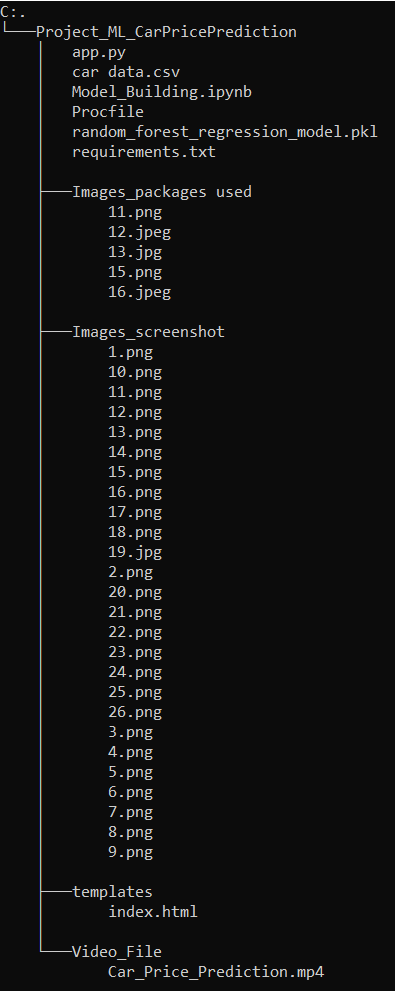 C:.
└───Project_ML_CarPricePrediction
    │   app.py
    │   car data.csv
    │   Model_Building.ipynb
    │   Procfile
    │   random_forest_regression_model.pkl
    │   requirements.txt
    │
    ├───Images_packages used
    │       11.png
    │       12.jpeg
    │       13.jpg
    │       15.png
    │       16.jpeg
    │
    ├───Images_screenshot
    │       1.png
    │       10.png
    │       11.png
    │       12.png
    │       13.png
    │       14.png
    │       15.png
    │       16.png
    │       17.png
    │       18.png
    │       19.jpg
    │       2.png
    │       20.png
    │       21.png
    │       22.png
    │       23.png
    │       24.png
    │       25.png
    │       26.png
    │       3.png
    │       4.png
    │       5.png
    │       6.png
    │       7.png
    │       8.png
    │       9.png
    │
    ├───templates
    │       index.html
    │
    └───Video_File
            Car_Price_Prediction.mp4